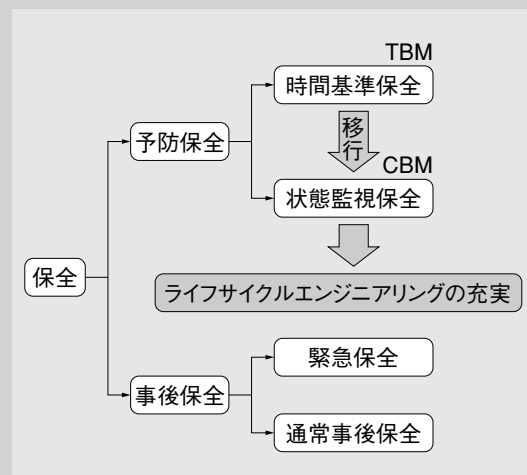 TBM
時間基準保全
移行
予防保全
CBM
状態監視保全
保全
ライフサイクルエンジニアリングの充実
緊急保全
事後保全
通常事後保全